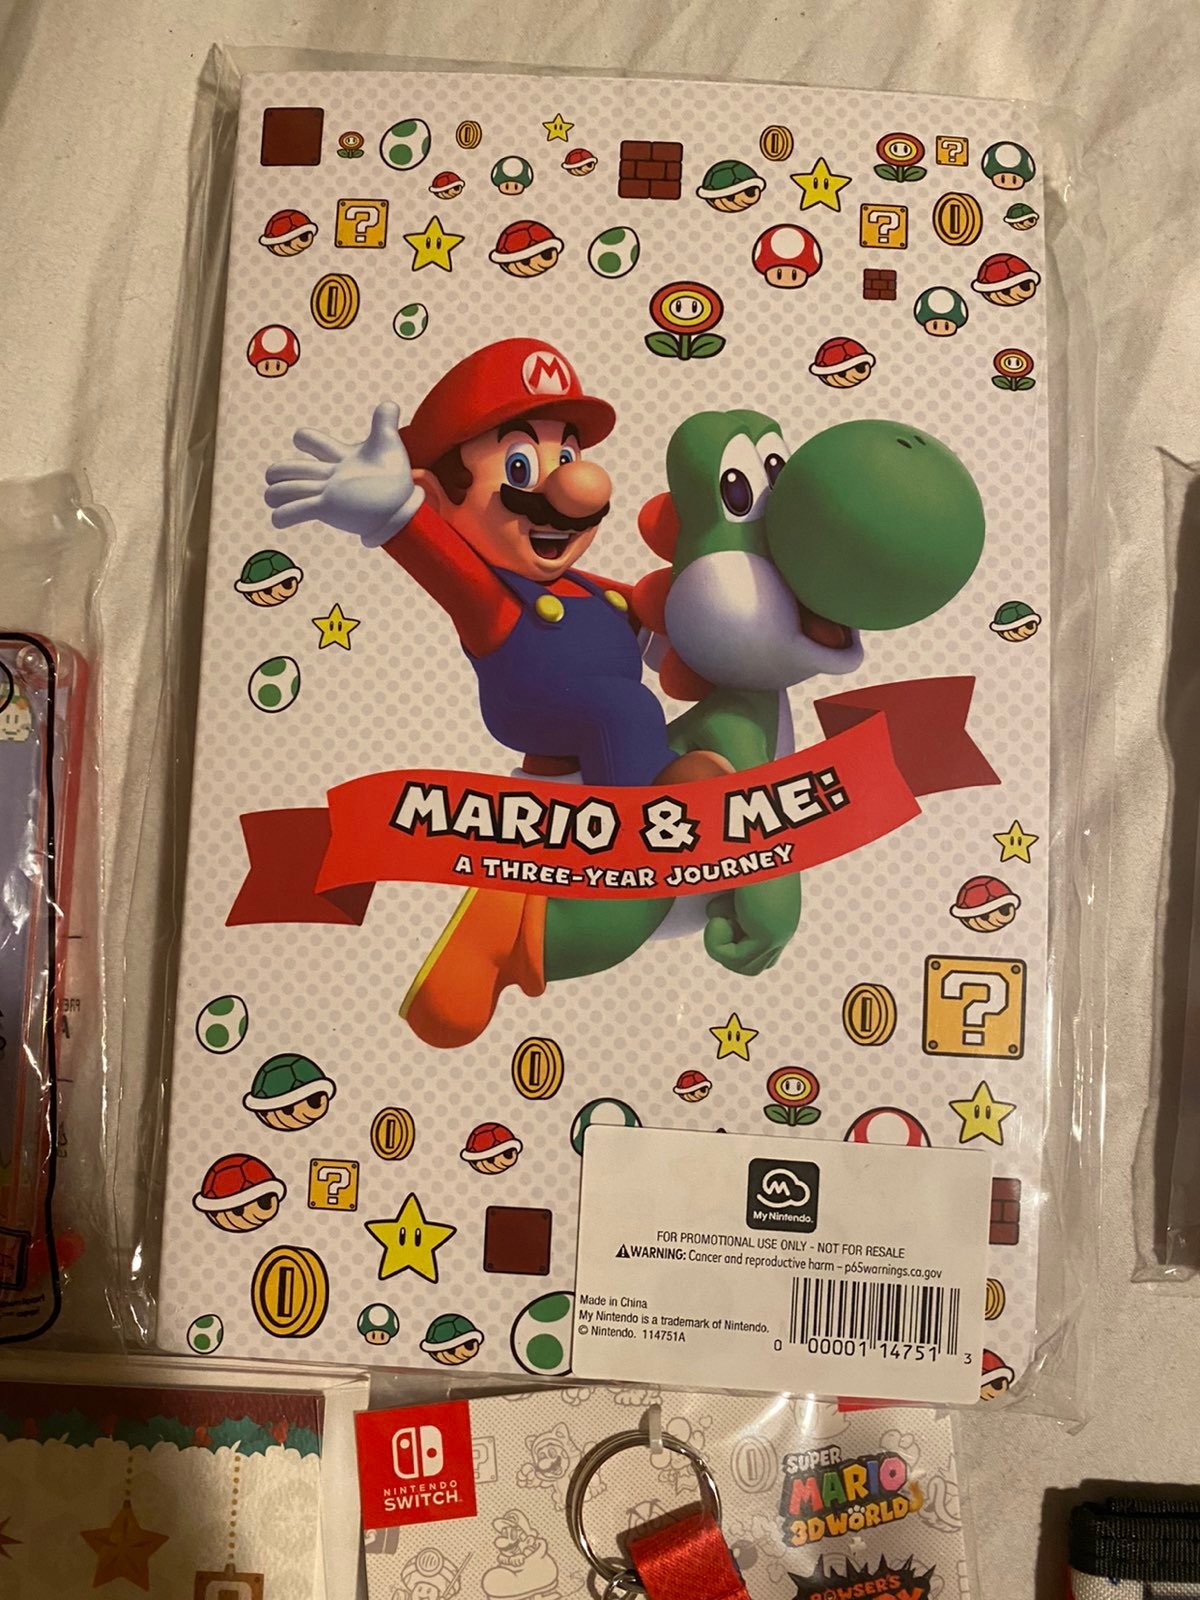 M
MARIO & ME:
A THREE-YEAR JOURNEY
My Nintendo.
FOR PROMOTIONAL USE ONLY - NOT FOR RESALE
⚠WARNING: Cancer and reproductive harm – p65warnings.ca.gov
Made in China
My Nintendo is a trademark of Nintendo.
© Nintendo. 114751A
0 00001 14751 3
NINTENDO
SWITCH
SUPER
MARIO
3D WORLD
BOWSER'S